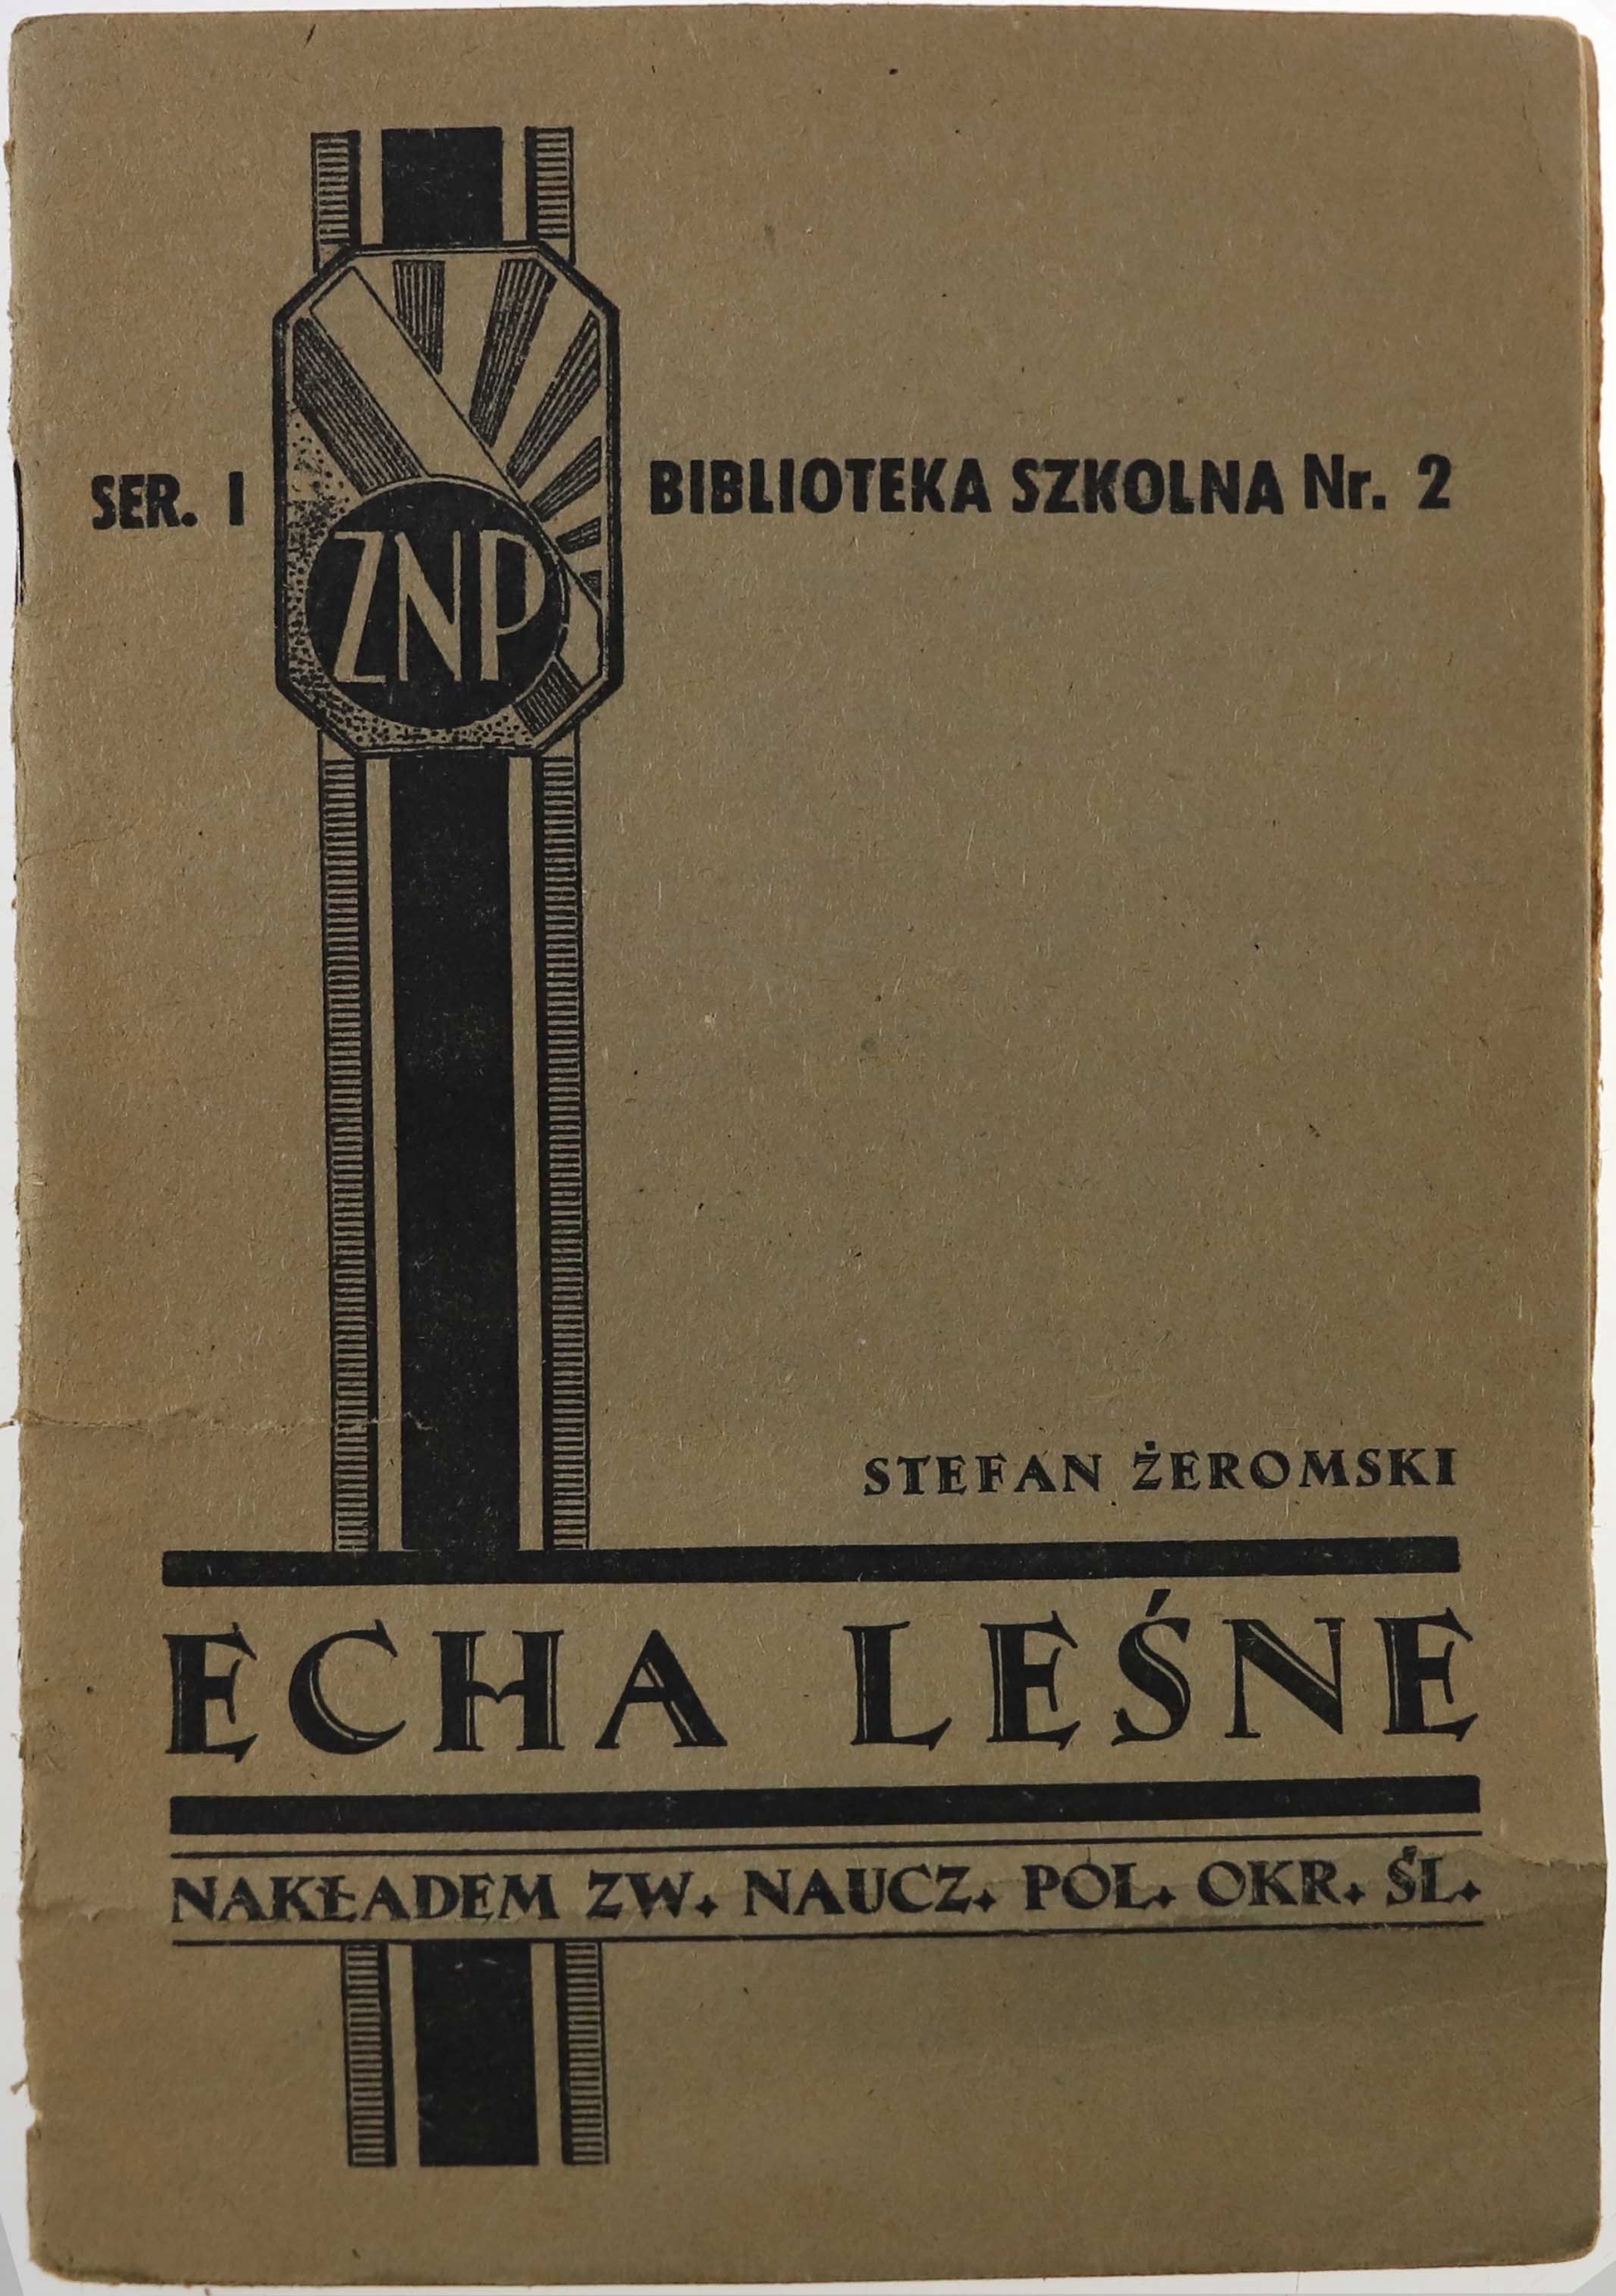 SER. I BIBLIOTEKA SZKOLNA Nr. 2
ZNP
STEFAN ŻEROMSKI
ECHA LEŚNE
NAKŁADEM ZW. NAUCZ. POL. OKR. ŚL.